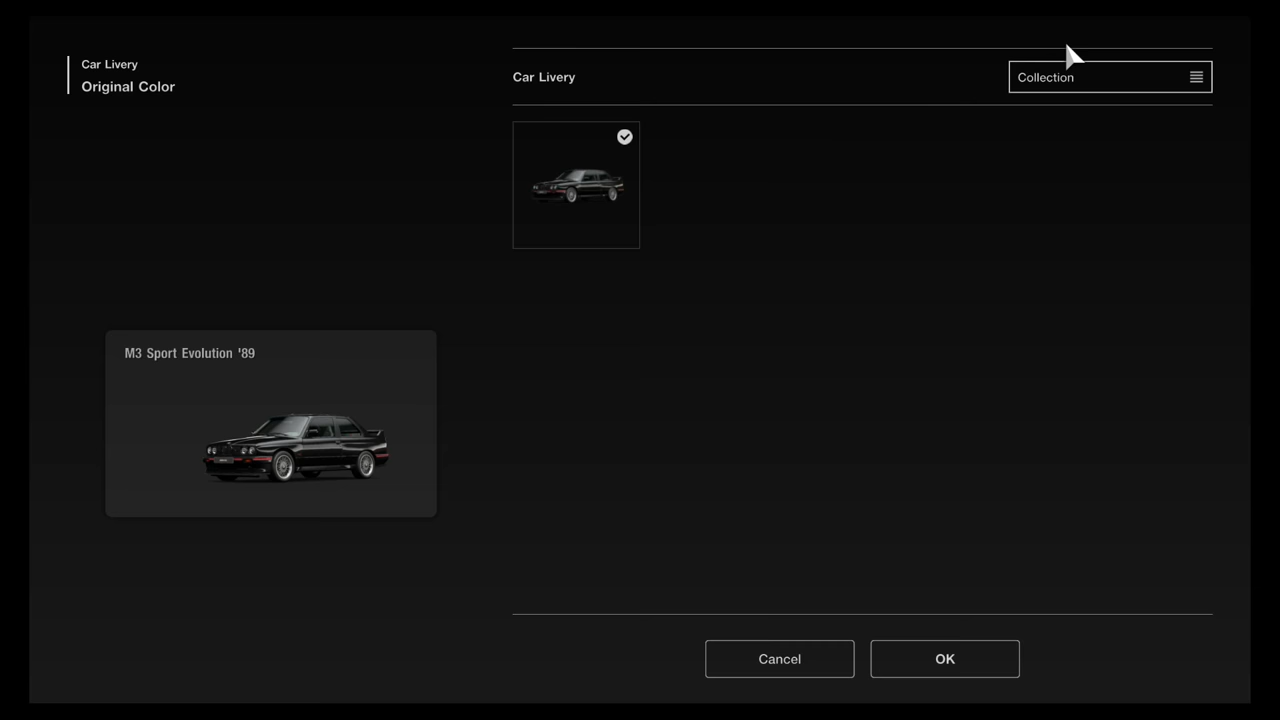 Car Livery
Original Color
Car Livery
Collection
M3 Sport Evolution '89
Cancel
OK